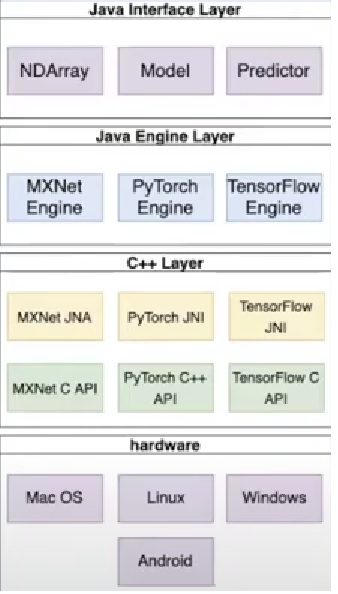 Java Interface Layer
NDArray
Model
Predictor
Java Engine Layer
MXNet
Engine
PyTorch
Engine
TensorFlow
Engine
C++ Layer
MXNet JNA
PyTorch JNI
TensorFlow
JNI
MXNet C API
PyTorch C++
API
TensorFlow C
API
hardware
Mac OS
Linux
Windows
Android